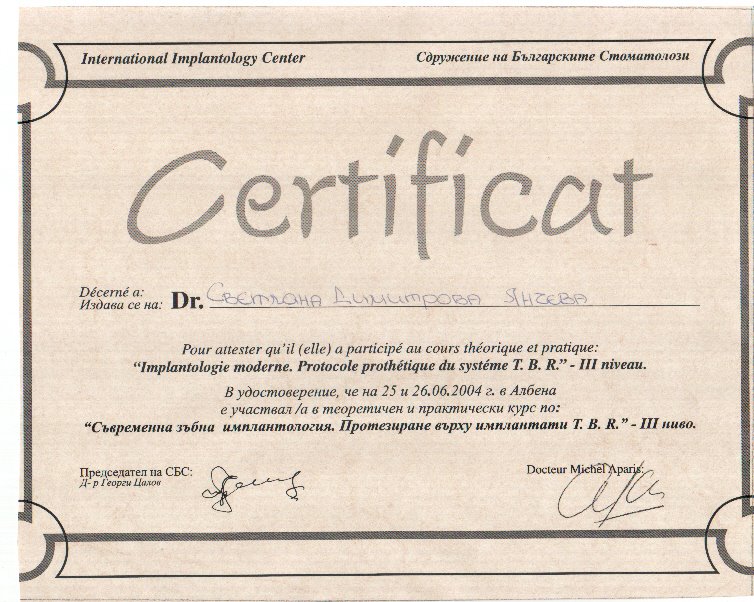 International Implantology Center Сдружение на Българските Стоматолози
Certificat
Décerné a:
Издава се на: Dr. Светлана Димитрова Янчева
Pour attester qu'il (elle) a participé au cours théorique et pratique:
“Implantologie moderne. Protocole prothétique du systéme T. B. R.” - III niveau.
В удостоверение, че на 25 и 26.06.2004 г. в Албена
е участвал /а в теоретичен и практически курс по:
“Съвременна зъбна имплантология. Протезиране върху имплантати T. B. R.” - III ниво.
Председател на СБС: Docteur Michel Aparis:
Д- р Георги Цалов